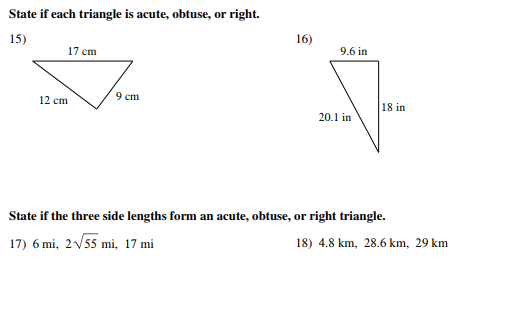 State if each triangle is acute, obtuse, or right.
15)
17 cm
12 cm
9 cm
16)
9.6 in
18 in
20.1 in
State if the three side lengths form an acute, obtuse, or right triangle.
17) 6 mi, 2√55 mi, 17 mi
18) 4.8 km, 28.6 km, 29 km